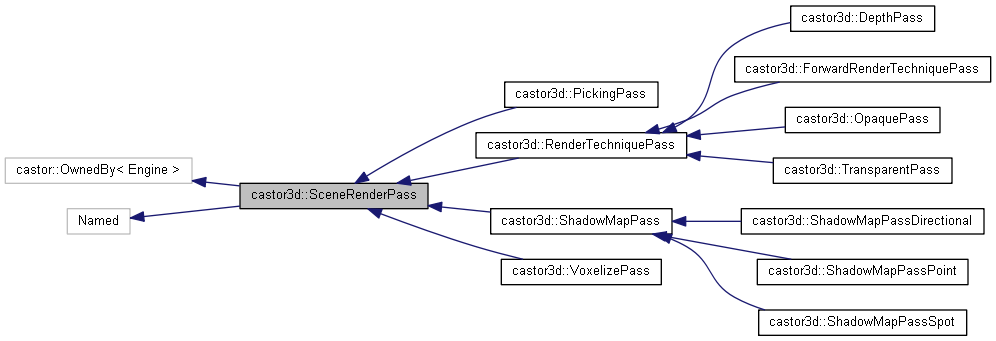 castor3d::DepthPass
castor3d::ForwardRenderTechniquePass
castor3d::PickingPass
castor3d::OpaquePass
castor3d::RenderTechniquePass
castor::OwnedBy< Engine >
castor3d::TransparentPass
castor3d::SceneRenderPass
Named
castor3d::ShadowMapPass
castor3d::ShadowMapPassDirectional
castor3d::VoxelizePass
castor3d::ShadowMapPassPoint
castor3d::ShadowMapPassSpot